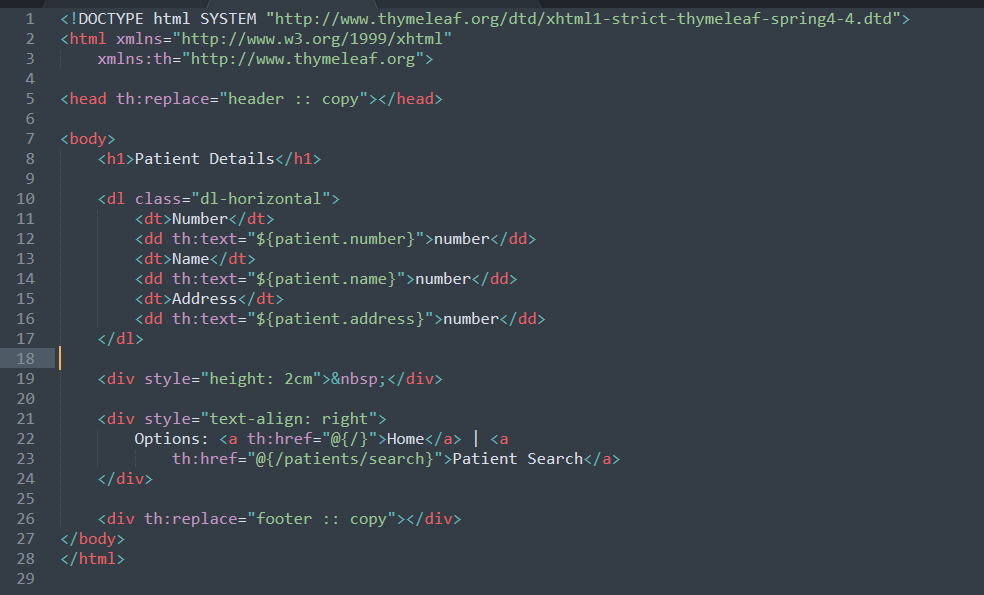 1 <!DOCTYPE html SYSTEM "http://www.thymeleaf.org/dtd/xhtml1-strict-thymeleaf-spring4-4.dtd">
2 <html xmlns="http://www.w3.org/1999/xhtml"
3     xmlns:th="http://www.thymeleaf.org">
4
5 <head th:replace="header :: copy"></head>
6
7 <body>
8     <h1>Patient Details</h1>
9
10     <dl class="dl-horizontal">
11         <dt>Number</dt>
12         <dd th:text="${patient.number}">number</dd>
13         <dt>Name</dt>
14         <dd th:text="${patient.name}">number</dd>
15         <dt>Address</dt>
16         <dd th:text="${patient.address}">number</dd>
17     </dl>
18
19     <div style="height: 2cm">&nbsp;</div>
20
21     <div style="text-align: right">
22         Options: <a th:href="@{/}">Home</a> | <a
23             th:href="@{/patients/search}">Patient Search</a>
24     </div>
25
26     <div th:replace="footer :: copy"></div>
27 </body>
28 </html>
29